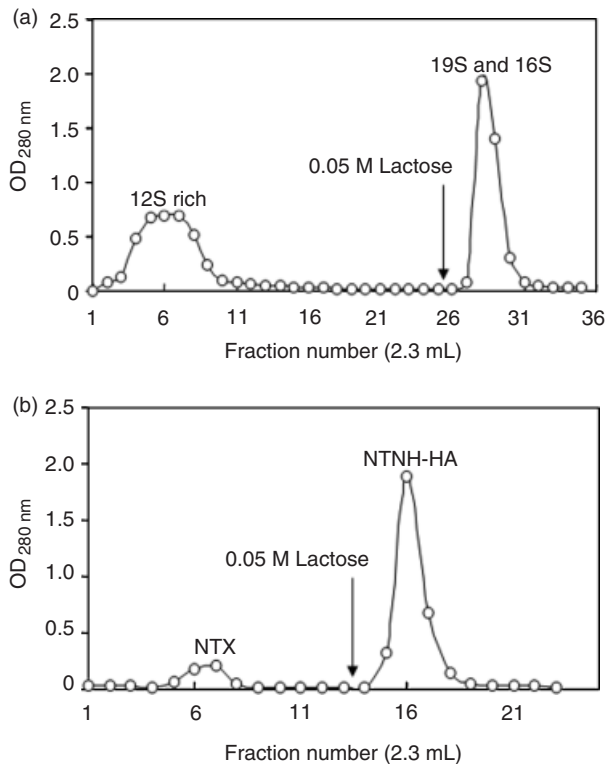 (a)
2.5
2.0
1.5
1.0
0.5
0
OD280 nm
12S rich
0.05 M Lactose
19S and 16S
1 6 11 16 21 26 31 36
Fraction number (2.3 mL)
(b)
2.5
2.0
1.5
1.0
0.5
0
OD280 nm
NTX
0.05 M Lactose
NTNH-HA
1 6 11 16 21
Fraction number (2.3 mL)